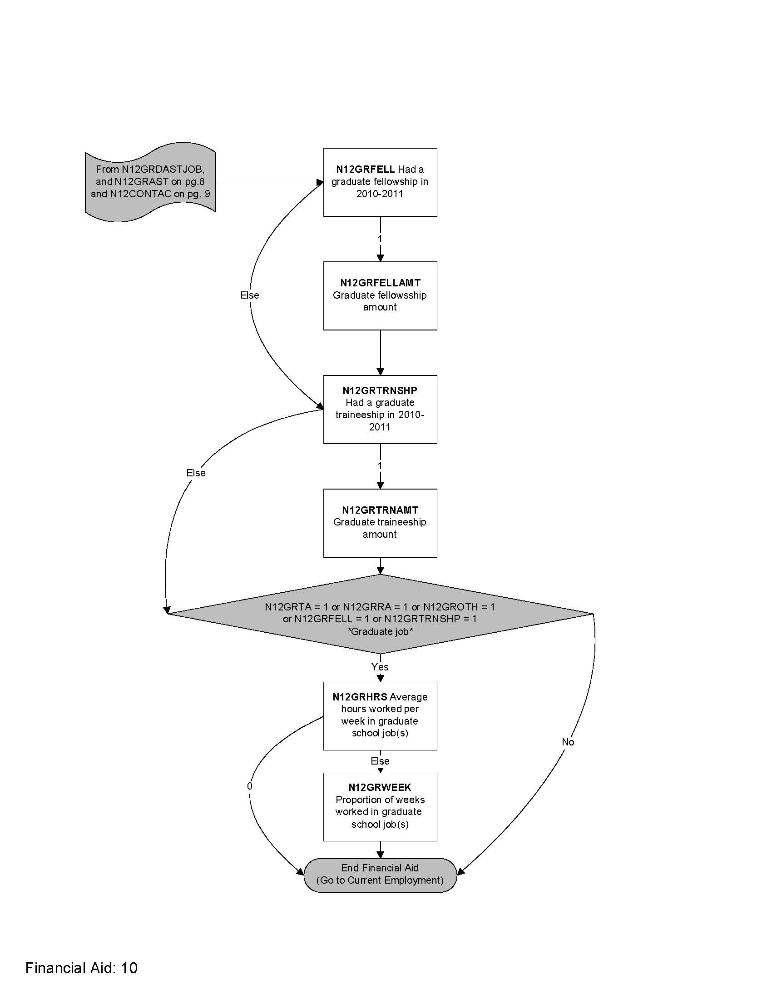 From N12GRDASTJOB,
and N12GRAST on pg.8
and N12CONTAC on pg. 9
N12GRFELL Had a
graduate fellowship in
2010-2011
1
N12GRFELLAMT
Graduate fellowsship
amount
Else
N12GRTRNSHP
Had a graduate
traineeship in 2010-
2011
1
Else
N12GRTRNAMT
Graduate traineeship
amount
N12GRTA = 1 or N12GRRA = 1 or N12GROTH = 1
or N12GRFELL = 1 or N12GRTRNSHP = 1
*Graduate job*
Yes
N12GRHRS Average
hours worked per
week in graduate
school job(s)
No
Else
0
N12GRWEEK
Proportion of weeks
worked in graduate
school job(s)
End Financial Aid
(Go to Current Employment)
Financial Aid: 10